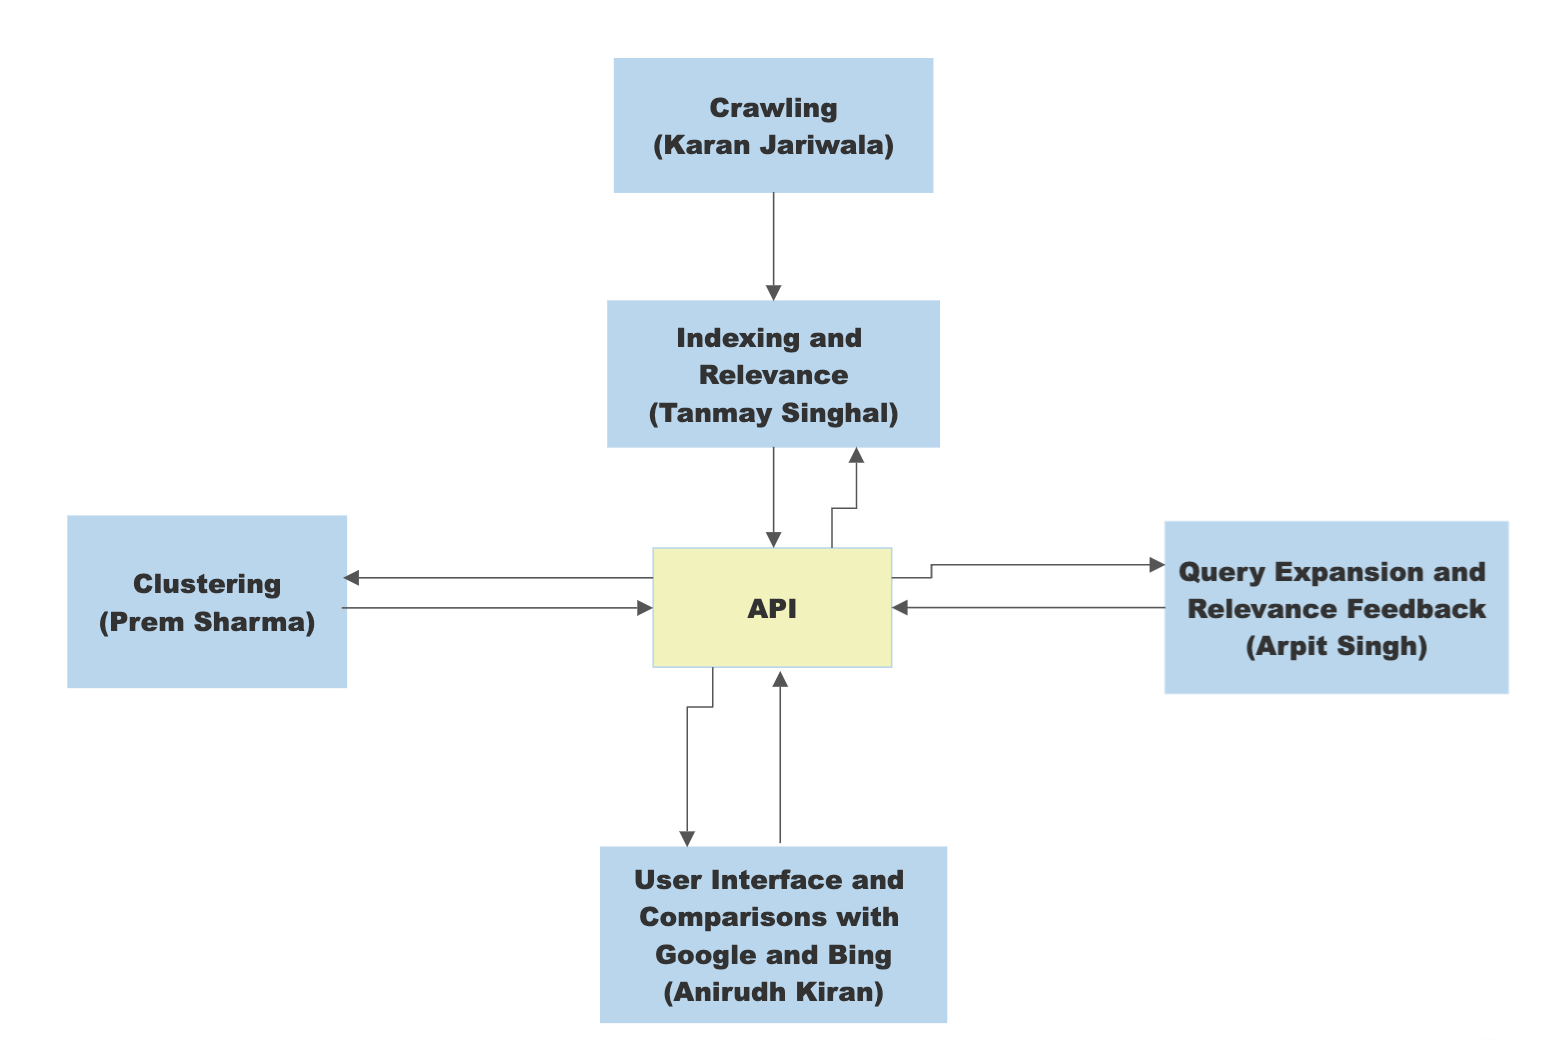 Crawling
(Karan Jariwala)
Indexing and
Relevance
(Tanmay Singhal)
Clustering
(Prem Sharma)
API
Query Expansion and
Relevance Feedback
(Arpit Singh)
User Interface and
Comparisons with
Google and Bing
(Anirudh Kiran)